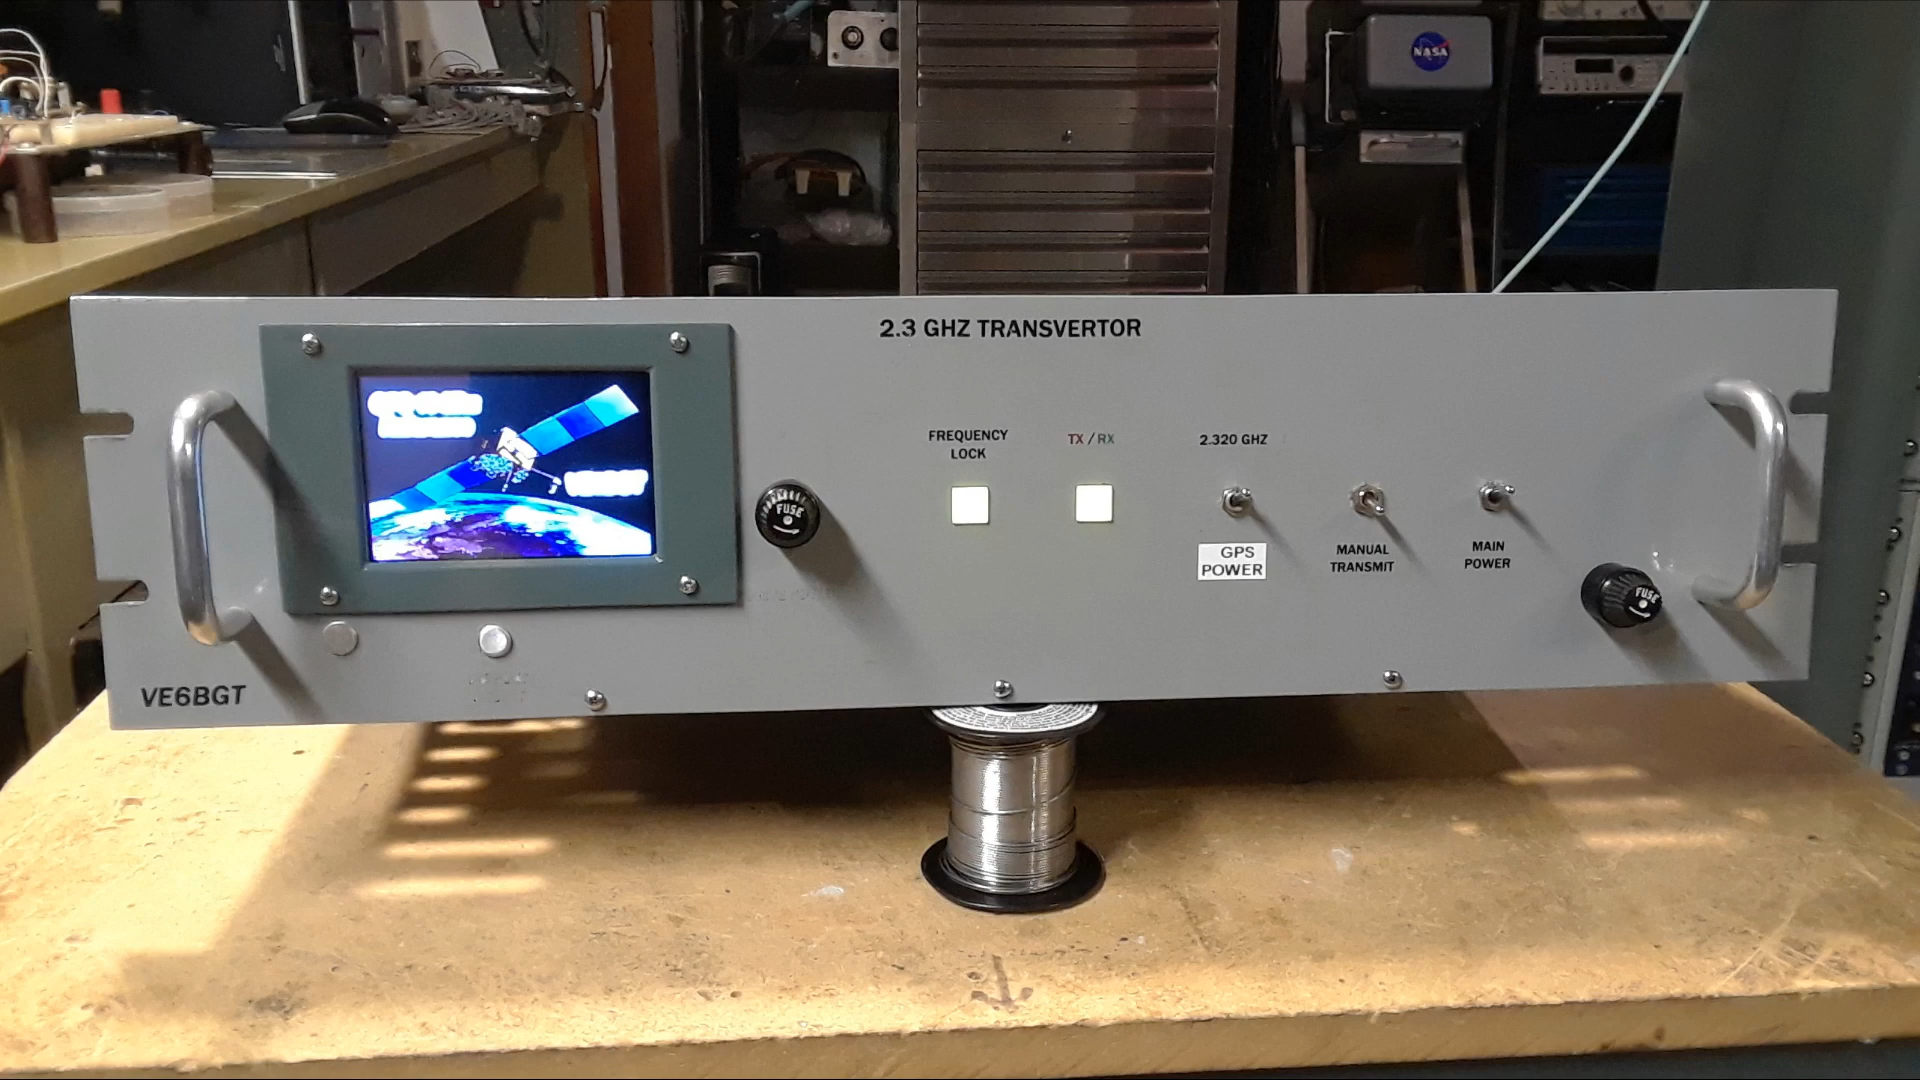 NASA
2.3 GHZ TRANSVERTOR
FREQUENCY
LOCK
TX / RX
2.320 GHZ
FUSE
GPS
POWER
MANUAL
TRANSMIT
MAIN
POWER
FUSE
VE6BGT